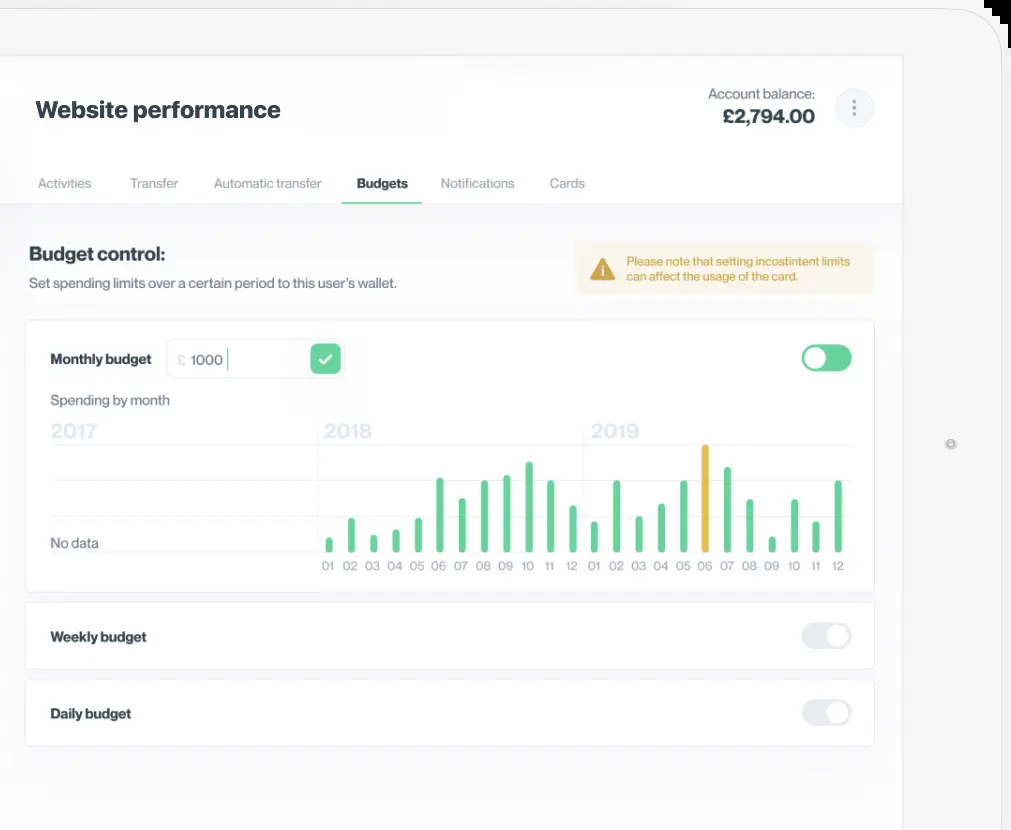 Website performance
Account balance:
£2,794.00
Activities Transfer Automatic transfer Budgets Notifications Cards
Budget control:
Set spending limits over a certain period to this user's wallet.
Please note that setting incostintent limits
can affect the usage of the card.
Monthly budget £ 1000
Spending by month
2017 2018 2019
No data
01 02 03 04 05 06 07 08 09 10 11 12 01 02 03 04 05 06 07 08 09 10 11 12
Weekly budget
Daily budget